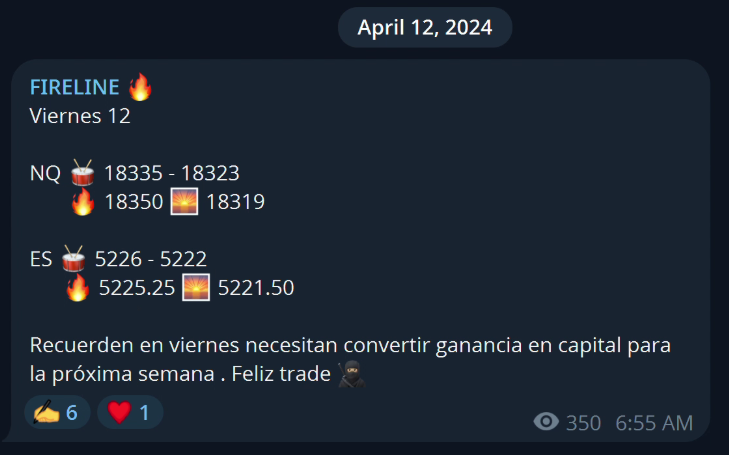 April 12, 2024
FIRELINE 🔥
Viernes 12
NQ 🥁 18335 - 18323
🔥 18350 🌅 18319
ES 🥁 5226 - 5222
🔥 5225.25 🌅 5221.50
Recuerden en viernes necesitan convertir ganancia en capital para
la próxima semana . Feliz trade 🥷
✍️ 6 ❤️ 1
350 6:55 AM